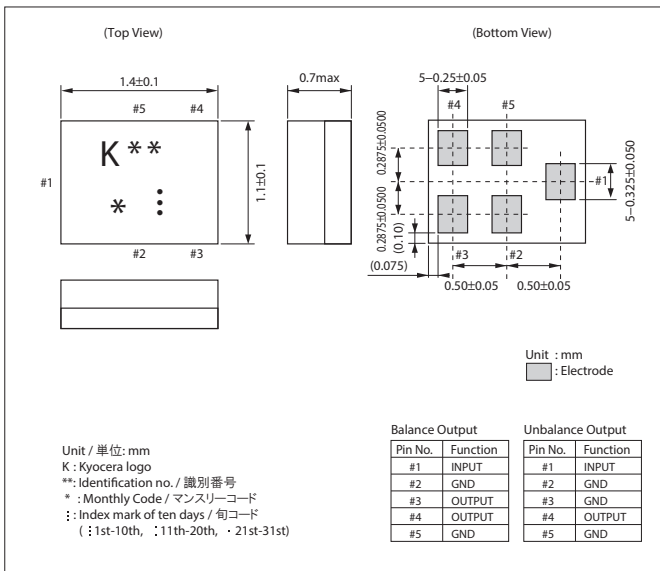 (Top View)
(Bottom View)
1.4±0.1
0.7max
5−0.25±0.05
#5
#4
#4
#5
K**
*
#1
1.1±0.1
0.2875±0.0500
0.2875±0.0500
#1
5−0.325±0.050
#2
#3
(0.10)
(0.075)
#3
#2
0.50±0.05
0.50±0.05
Unit : mm
: Electrode
Balance Output
Pin No. Function
#1 INPUT
#2 GND
#3 OUTPUT
#4 OUTPUT
#5 GND
Unbalance Output
Pin No. Function
#1 INPUT
#2 GND
#3 GND
#4 OUTPUT
#5 GND
Unit / 単位: mm
K : Kyocera logo
**: Identification no. / 識別番号
* : Monthly Code / マンスリーコード
⋮: Index mark of ten days / 旬コード
( ⋮1st-10th, :11th-20th, ・21st-31st)